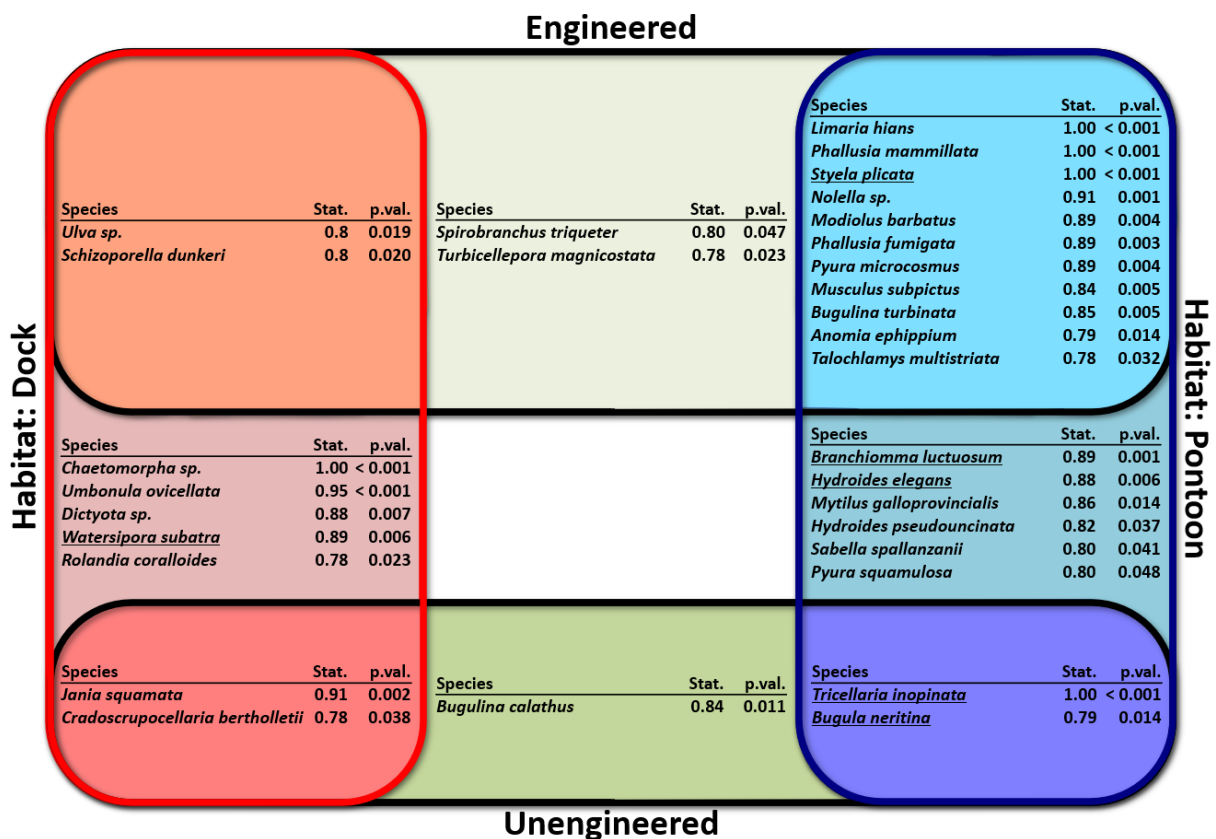 Engineered
Habitat: Dock
Species Stat. p.val.
Ulva sp. 0.8 0.019
Schizoporella dunkeri 0.8 0.020
Species Stat. p.val.
Spirobranchus triqueter 0.80 0.047
Turbicellepora magnicostata 0.78 0.023
Species Stat. p.val.
Limaria hians 1.00 < 0.001
Phallusia mammillata 1.00 < 0.001
Styela plicata 1.00 < 0.001
Nolella sp. 0.91 0.001
Modiolus barbatus 0.89 0.004
Phallusia fumigata 0.89 0.003
Pyura microcosmus 0.89 0.004
Musculus subpictus 0.84 0.005
Bugulina turbinata 0.85 0.005
Anomia ephippium 0.79 0.014
Talochlamys multistriata 0.78 0.032
Habitat: Pontoon
Species Stat. p.val.
Chaetomorpha sp. 1.00 < 0.001
Umbonula ovicellata 0.95 < 0.001
Dictyota sp. 0.88 0.007
Watersipora subatra 0.89 0.006
Rolandia coralloides 0.78 0.023
Species Stat. p.val.
Branchiomma luctuosum 0.89 0.001
Hydroides elegans 0.88 0.006
Mytilus galloprovincialis 0.86 0.014
Hydroides pseudouncinata 0.82 0.037
Sabella spallanzanii 0.80 0.041
Pyura squamulosa 0.80 0.048
Species Stat. p.val.
Jania squamata 0.91 0.002
Cradoscrupocellaria bertholletii 0.78 0.038
Species Stat. p.val.
Bugulina calathus 0.84 0.011
Species Stat. p.val.
Tricellaria inopinata 1.00 < 0.001
Bugula neritina 0.79 0.014
Unengineered